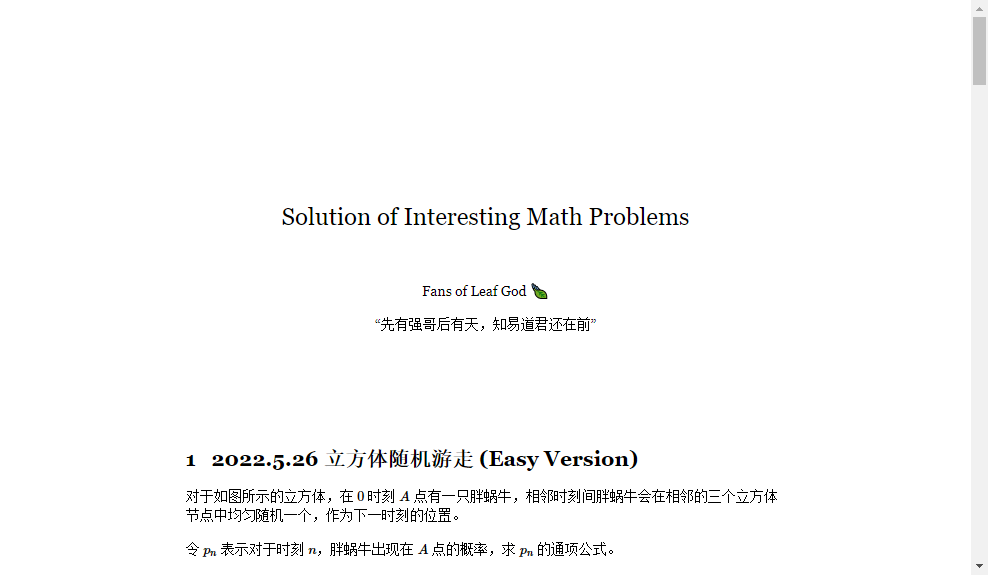 Solution of Interesting Math Problems
Fans of Leaf God
“先有强哥后有天，知易道君还在前”
1 2022.5.26 立方体随机游走 (Easy Version)
对于如图所示的立方体，在 0 时刻 A 点有一只胖蜗牛，相邻时刻间胖蜗牛会在相邻的三个立方体
节点中均匀随机一个，作为下一时刻的位置。
令 pₙ 表示对于时刻 n，胖蜗牛出现在 A 点的概率，求 pₙ 的通项公式。